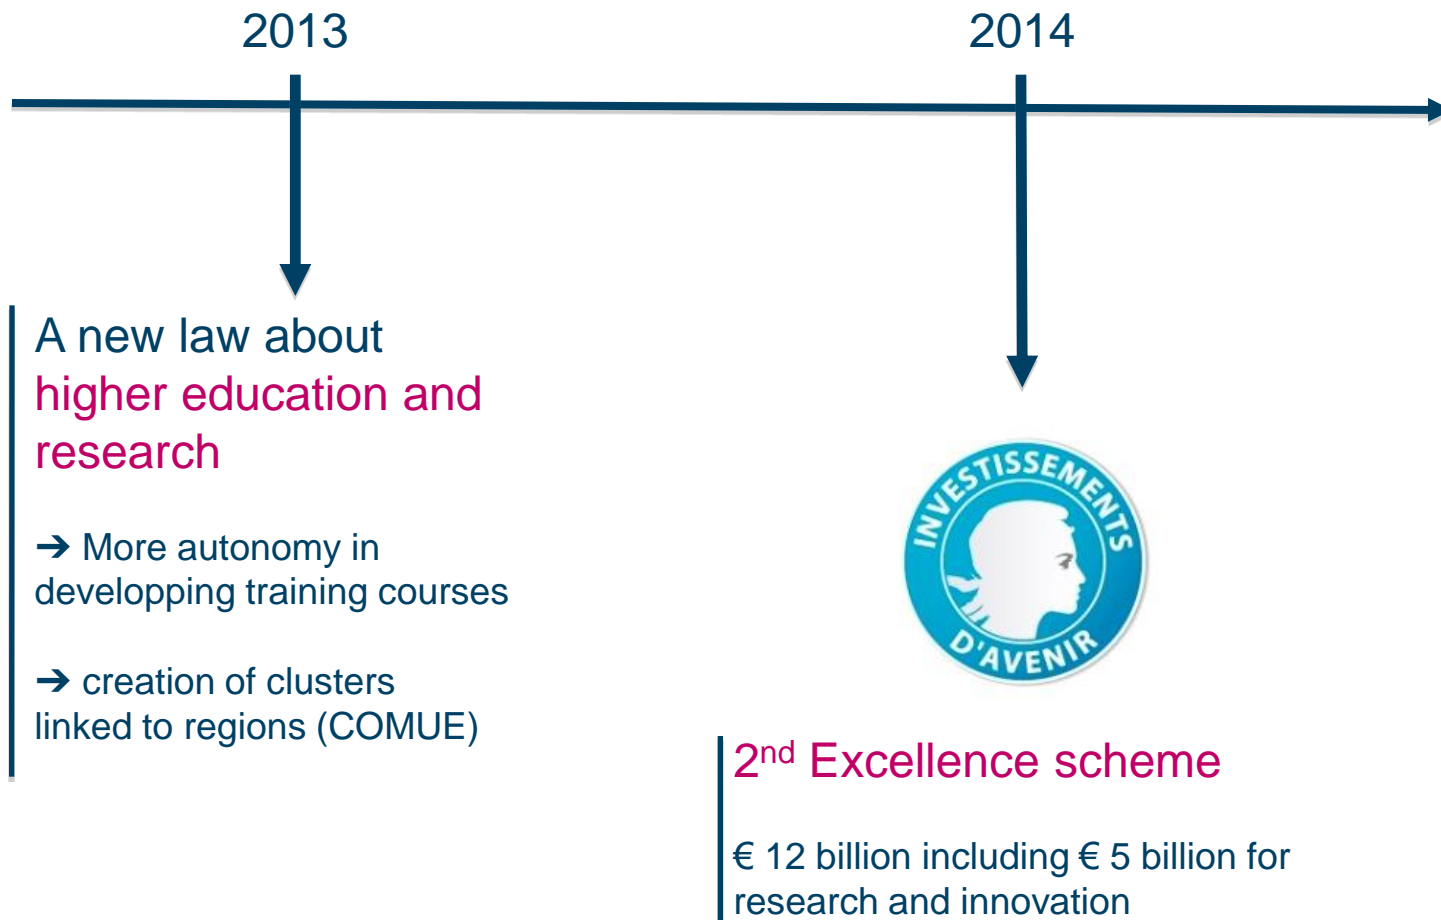 2013
2014
A new law about
higher education and
research
➔ More autonomy in
developping training courses
➔ creation of clusters
linked to regions (COMUE)
INVESTISSEMENTS
D'AVENIR
2nd Excellence scheme
€ 12 billion including € 5 billion for
research and innovation